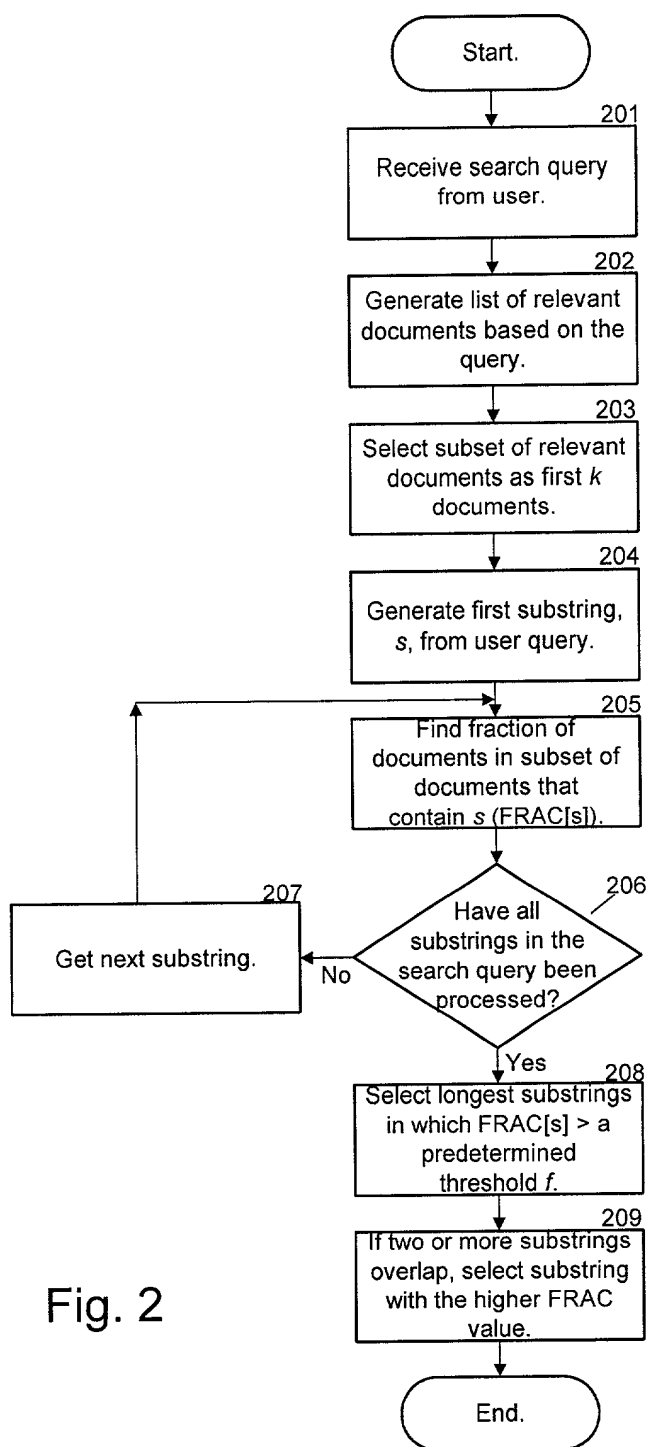 Start.
201
Receive search query
from user.
202
Generate list of relevant
documents based on the
query.
203
Select subset of relevant
documents as first k
documents.
204
Generate first substring,
s, from user query.
205
Find fraction of
documents in subset of
documents that
contain s (FRAC[s]).
206
Have all
substrings in the
search query been
processed?
No
207
Get next substring.
Yes
208
Select longest substrings
in which FRAC[s] > a
predetermined
threshold f.
209
If two or more substrings
overlap, select substring
with the higher FRAC
value.
End.
Fig. 2